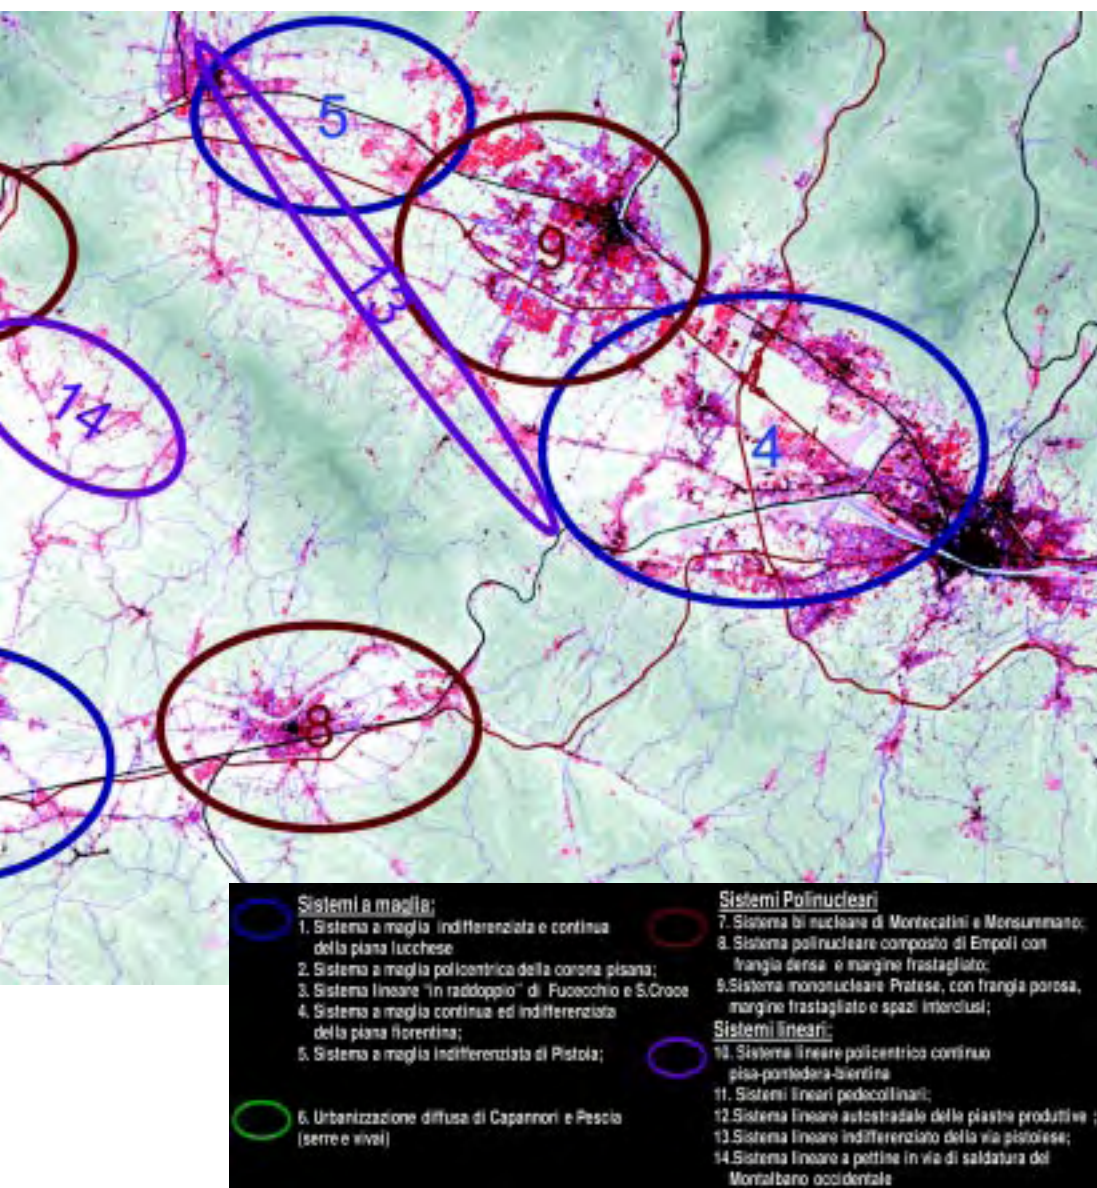 5
9
13
14
4
8
Sistemi a maglia:
1. Sistema a maglia indifferenziata e continua
della piana lucchese
2. Sistema a maglia policentrica della corona pisana;
3. Sistema lineare "in raddoppio" di Fucecchio e S.Croce
4. Sistema a maglia continua ed indifferenziata
della piana fiorentina;
5. Sistema a maglia indifferenziata di Pistoia;
6. Urbanizzazione diffusa di Capannori e Pescia
(serre e vivai)
Sistemi Polinucleari
7. Sistema bi nucleare di Montecatini e Monsummano;
8. Sistema polinucleare composto di Empoli con
frangia densa e margine frastagliato;
9.Sistema mononucleare Pratese, con frangia porosa,
margine frastagliato e spazi interclusi;
Sistemi lineari:
10. Sistema lineare policentrico continuo
pisa-pontedera-bientina
11. Sistemi lineari pedecollinari;
12.Sistema lineare autostradale delle piastre produttive ;
13.Sistema lineare indifferenziato della via pistoiese;
14.Sistema lineare a pettine in via di saldatura del
Montalbano occidentale